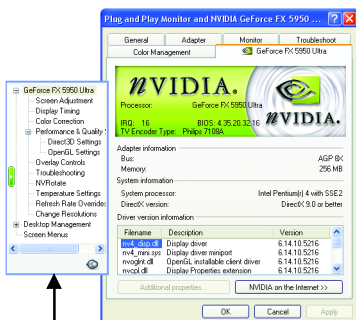 Plug and Play Monitor and NVIDIA GeForce FX 5950 ...
General
Adapter
Monitor
Troubleshoot
Color Management
GeForce FX 5950 Ultra
NVIDIA.
Processor: GeForce FX 5950 Ultra
IRQ: 16 BIOS: 4.35.20.32.16
TV Encoder Type: Philips 7108A
NVIDIA.
Adapter information
Bus: AGP 8X
Memory: 256 MB
System information
System processor: Intel Pentium(r) 4 with SSE2
DirectX version: DirectX 9.0 or better
Driver version information
Filename Description Version
nv4_disp.dll Display driver 6.14.10.5216
nv4_mini.sys Display driver miniport 6.14.10.5216
nvoglnt.dll OpenGL installable client driver 6.14.10.5216
nvcpl.dll Display Properties extension 6.14.10.5216
Additional properties...
NVIDIA on the Internet >>
OK
Cancel
Apply
GeForce FX 5950 Ultra
Screen Adjustment
Display Timing
Color Correction
Performance & Quality
Direct3D Settings
OpenGL Settings
Overlay Controls
Troubleshooting
NVRotate
Temperature Settings
Refresh Rate Overrides
Change Resolutions
Desktop Management
Screen Menus